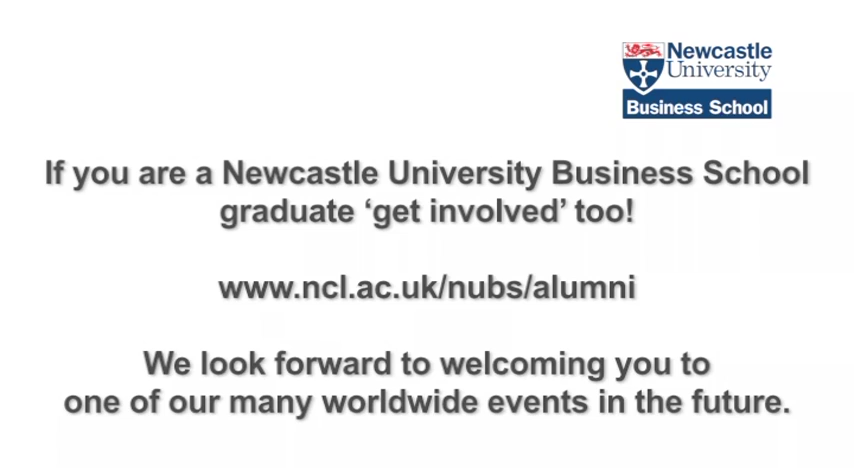 Newcastle
University
Business School
If you are a Newcastle University Business School
graduate ‘get involved’ too!
www.ncl.ac.uk/nubs/alumni
We look forward to welcoming you to
one of our many worldwide events in the future.